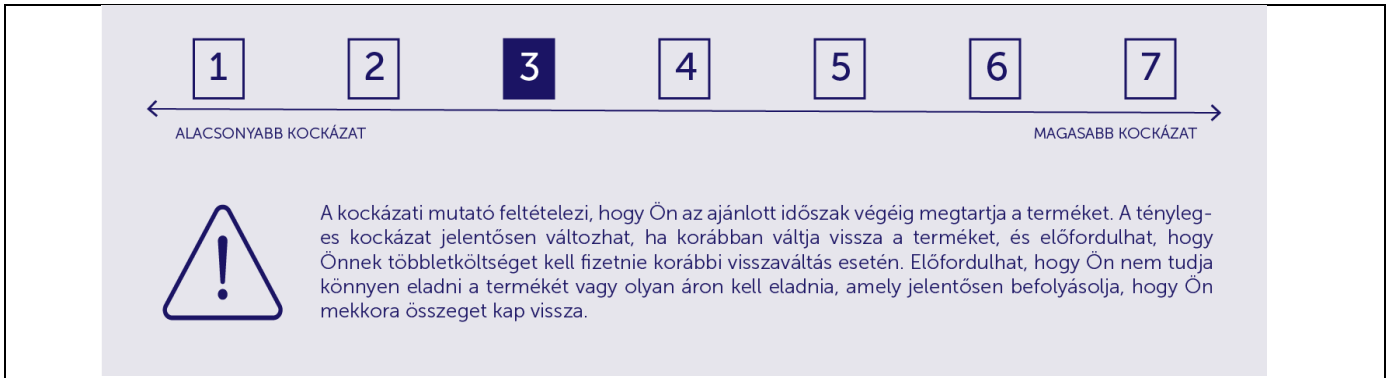 1 2 3 4 5 6 7
ALACSONYABB KOCKÁZAT MAGASABB KOCKÁZAT
A kockázati mutató feltételezi, hogy Ön az ajánlott időszak végéig megtartja a terméket. A tényleg-
es kockázat jelentősen változhat, ha korábban váltja vissza a terméket, és előfordulhat, hogy
Önnek többletköltséget kell fizetnie korábbi visszaváltás esetén. Előfordulhat, hogy Ön nem tudja
könnyen eladni a termékét vagy olyan áron kell eladnia, amely jelentősen befolyásolja, hogy Ön
mekkora összeget kap vissza.